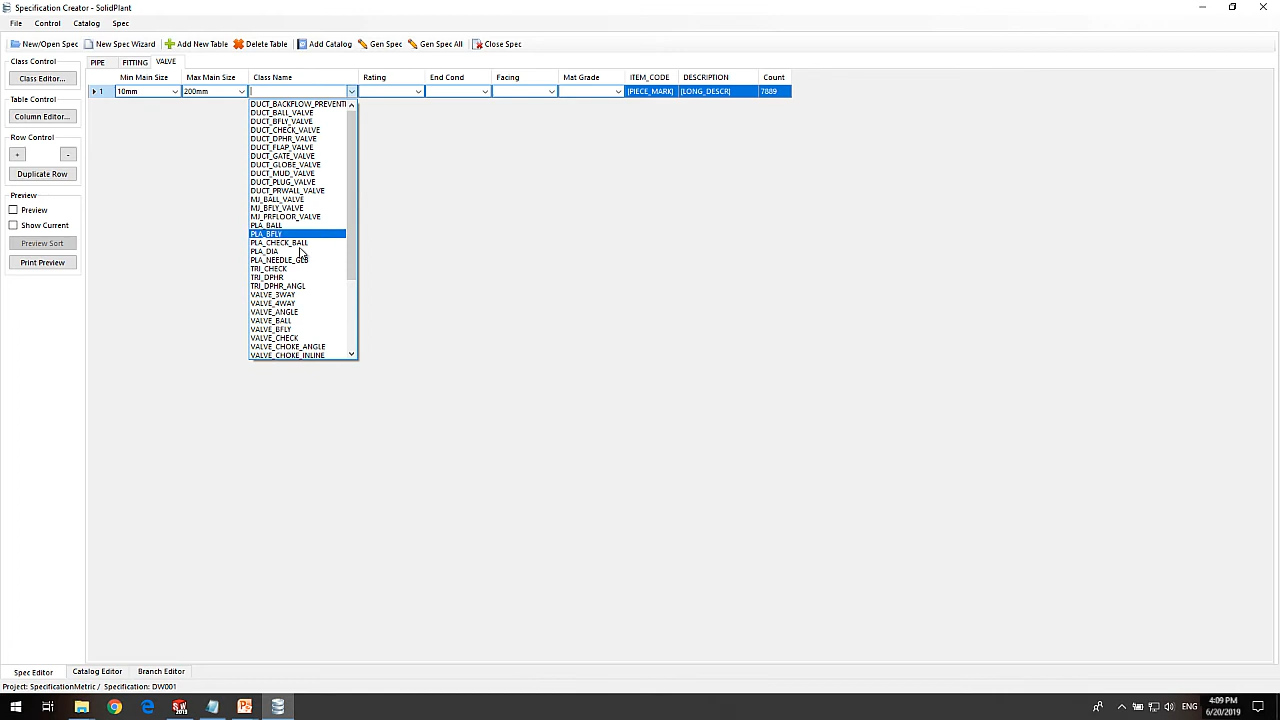 Specification Creator - SolidPlant
File Control Catalog Spec
New/Open Spec New Spec Wizard Add New Table Delete Table Add Catalog Gen Spec Gen Spec All Close Spec
Class Control
Class Editor...
Table Control
Column Editor...
Row Control
+ -
Duplicate Row
Preview
Preview
Show Current
Preview Sort
Print Preview
PIPE FITTING VALVE
Min Main Size Max Main Size Class Name Rating End Cond Facing Mat Grade ITEM_CODE DESCRIPTION Count
1 10mm 200mm [PIECE_MARK] [LONG_DESCR] 7889
DUCT_BACKFLOW_PREVENTI
DUCT_BALL_VALVE
DUCT_BFLY_VALVE
DUCT_CHECK_VALVE
DUCT_DPHR_VALVE
DUCT_FLAP_VALVE
DUCT_GATE_VALVE
DUCT_GLOBE_VALVE
DUCT_MUD_VALVE
DUCT_PLUG_VALVE
DUCT_PRWALL_VALVE
MJ_BALL_VALVE
MJ_BFLY_VALVE
MJ_PRFLOOR_VALVE
PLA_BALL
PLA_BFLY
PLA_CHECK_BALL
PLA_DIA
PLA_NEEDLE_GLB
TRI_CHECK
TRI_DPHR
TRI_DPHR_ANGL
VALVE_3WAY
VALVE_4WAY
VALVE_ANGLE
VALVE_BALL
VALVE_BFLY
VALVE_CHECK
VALVE_CHOKE_ANGLE
VALVE_CHOKE_INLINE
Spec Editor Catalog Editor Branch Editor
Project: SpecificationMetric / Specification: DW001
ENG
4:09 PM
6/20/2019